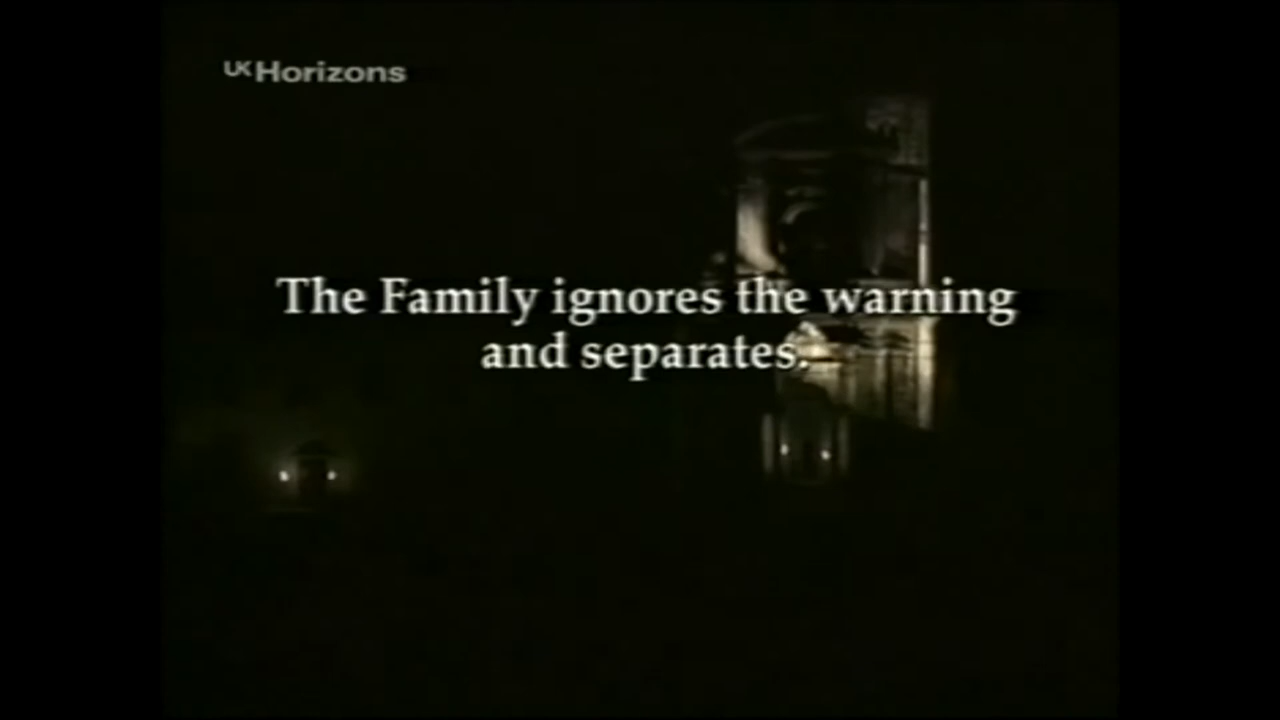 UKHorizons
The Family ignores the warning
and separates.